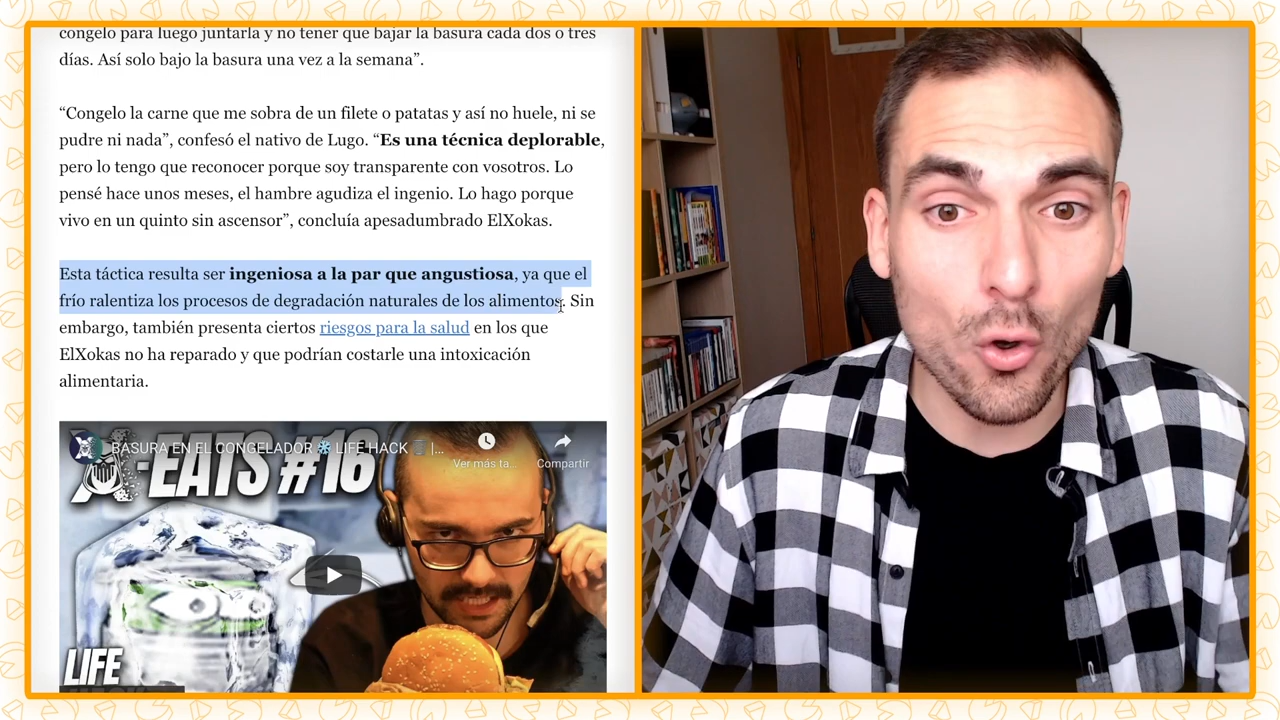 congelo para luego juntarla y no tener que bajar la basura cada dos o tres
días. Así solo bajo la basura una vez a la semana”.
“Congelo la carne que me sobra de un filete o patatas y así no huele, ni se
pudre ni nada”, confesó el nativo de Lugo. “Es una técnica deplorable,
pero lo tengo que reconocer porque soy transparente con vosotros. Lo
pensé hace unos meses, el hambre agudiza el ingenio. Lo hago porque
vivo en un quinto sin ascensor”, concluía apesadumbrado ElXokas.
Esta táctica resulta ser ingeniosa a la par que angustiosa, ya que el
frío ralentiza los procesos de degradación naturales de los alimentos. Sin
embargo, también presenta ciertos riesgos para la salud en los que
ElXokas no ha reparado y que podrían costarle una intoxicación
alimentaria.
BASURA EN EL CONGELADOR ❄ LIFE HACK 🗑 |...
Ver más ta...
Compartir
X-EATS #16
LIFE